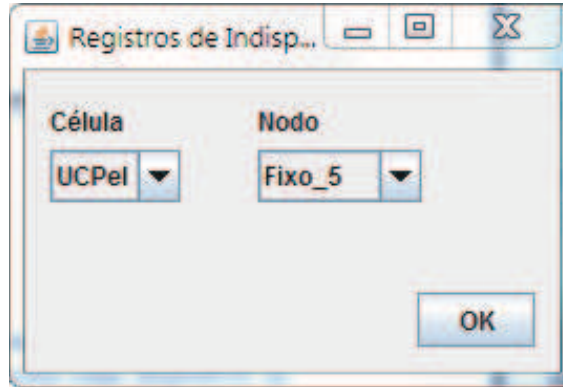 Registros de Indisp...
Célula Nodo
UCPel Fixo_5
OK